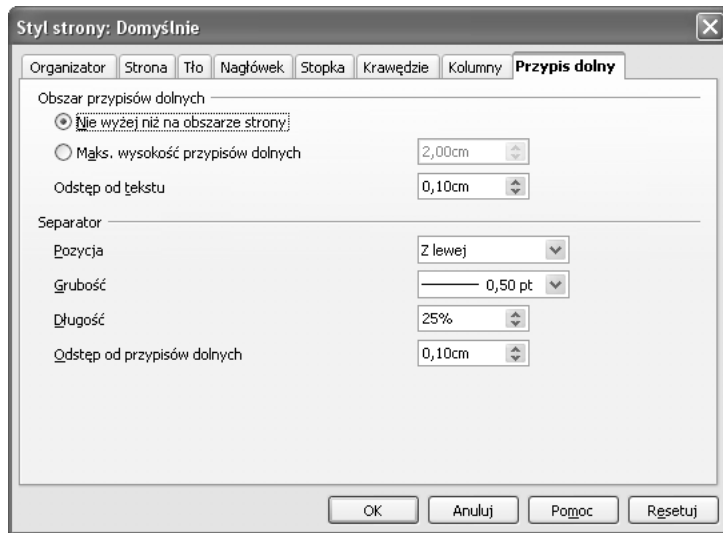 Styl strony: Domyślnie
Organizator Strona Tło Nagłówek Stopka Krawędzie Kolumny Przypis dolny
Obszar przypisów dolnych
Nie wyżej niż na obszarze strony
Maks. wysokość przypisów dolnych 2,00cm
Odstęp od tekstu 0,10cm
Separator
Pozycja Z lewej
Grubość 0,50 pt
Długość 25%
Odstęp od przypisów dolnych 0,10cm
OK Anuluj Pomoc Resetuj